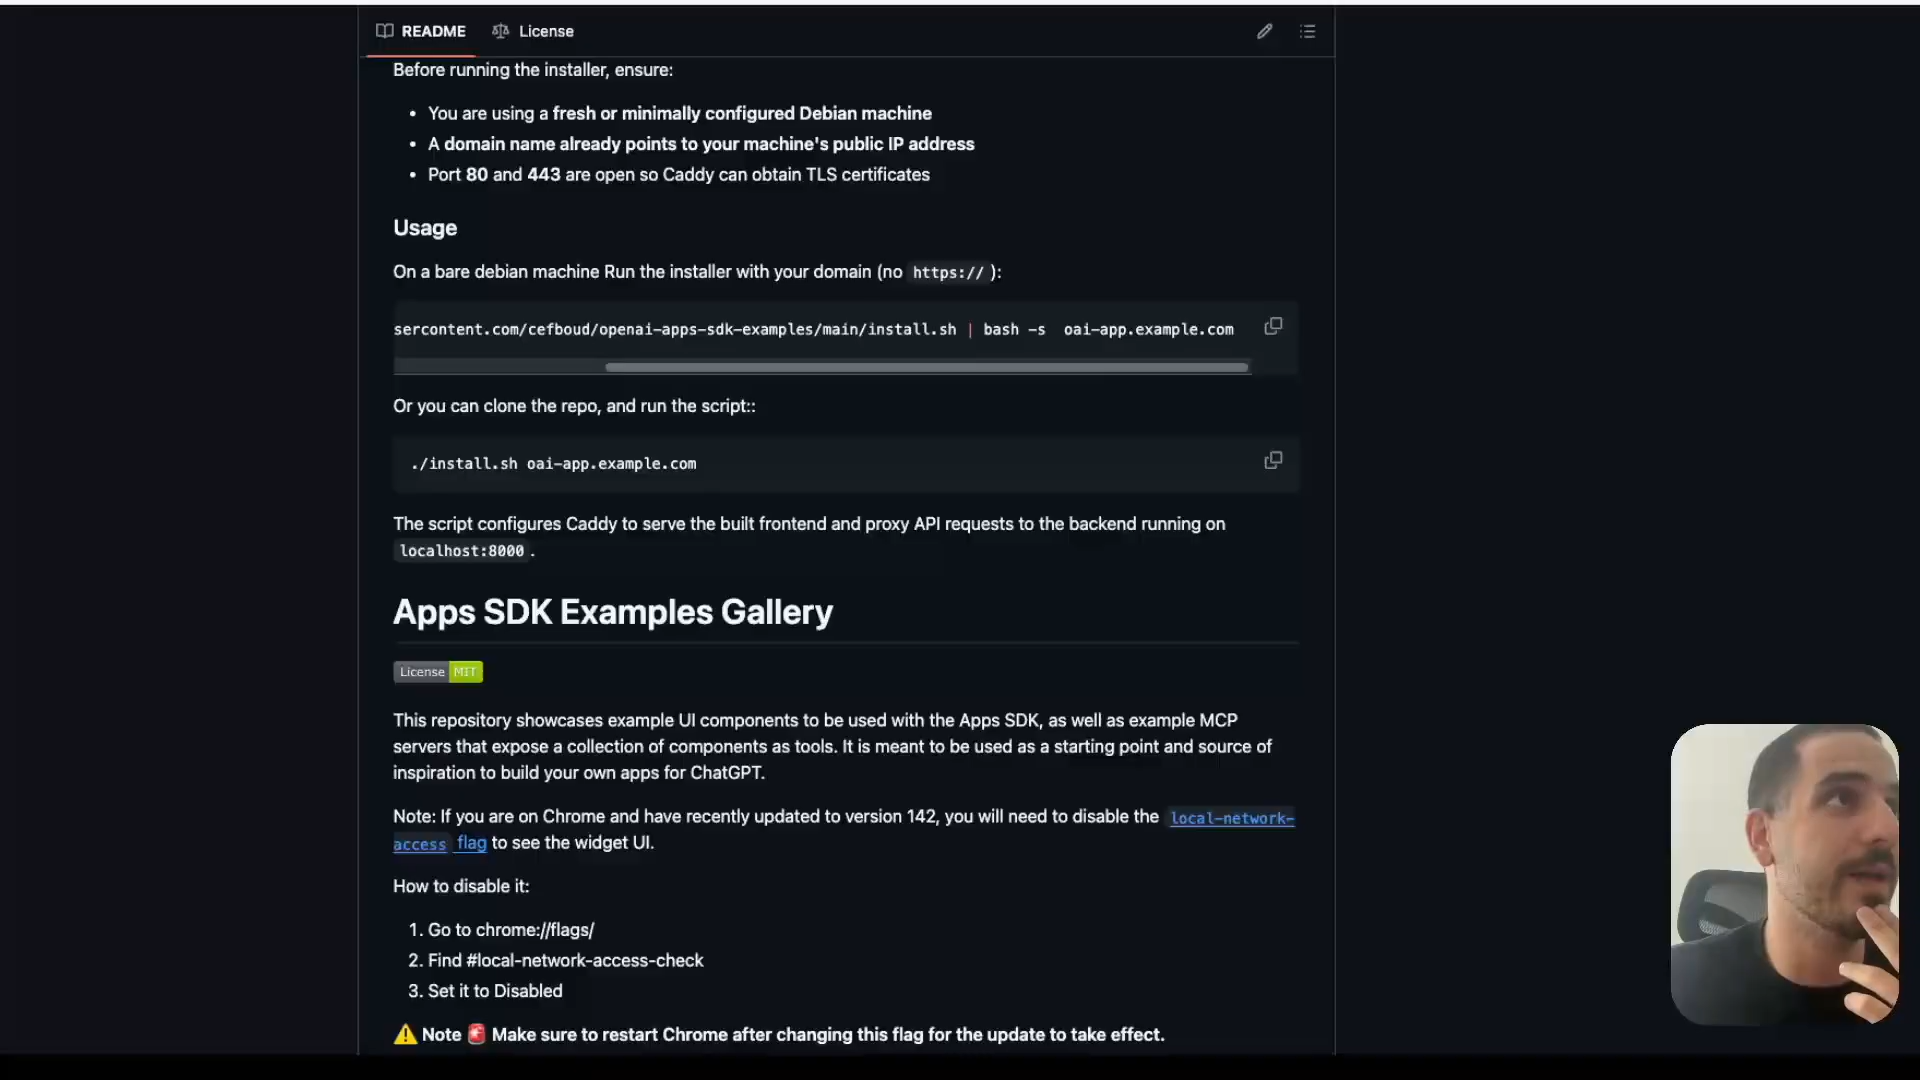 README
License
Before running the installer, ensure:
• You are using a fresh or minimally configured Debian machine
• A domain name already points to your machine's public IP address
• Port 80 and 443 are open so Caddy can obtain TLS certificates
Usage
On a bare debian machine Run the installer with your domain (no https:// ):
sercontent.com/cefboud/openai-apps-sdk-examples/main/install.sh | bash -s  oai-app.example.com
Or you can clone the repo, and run the script::
./install.sh oai-app.example.com
The script configures Caddy to serve the built frontend and proxy API requests to the backend running on
localhost:8000 .
Apps SDK Examples Gallery
License MIT
This repository showcases example UI components to be used with the Apps SDK, as well as example MCP
servers that expose a collection of components as tools. It is meant to be used as a starting point and source of
inspiration to build your own apps for ChatGPT.
Note: If you are on Chrome and have recently updated to version 142, you will need to disable the local-network-
access flag to see the widget UI.
How to disable it:
1. Go to chrome://flags/
2. Find #local-network-access-check
3. Set it to Disabled
⚠️ Note 🚨 Make sure to restart Chrome after changing this flag for the update to take effect.